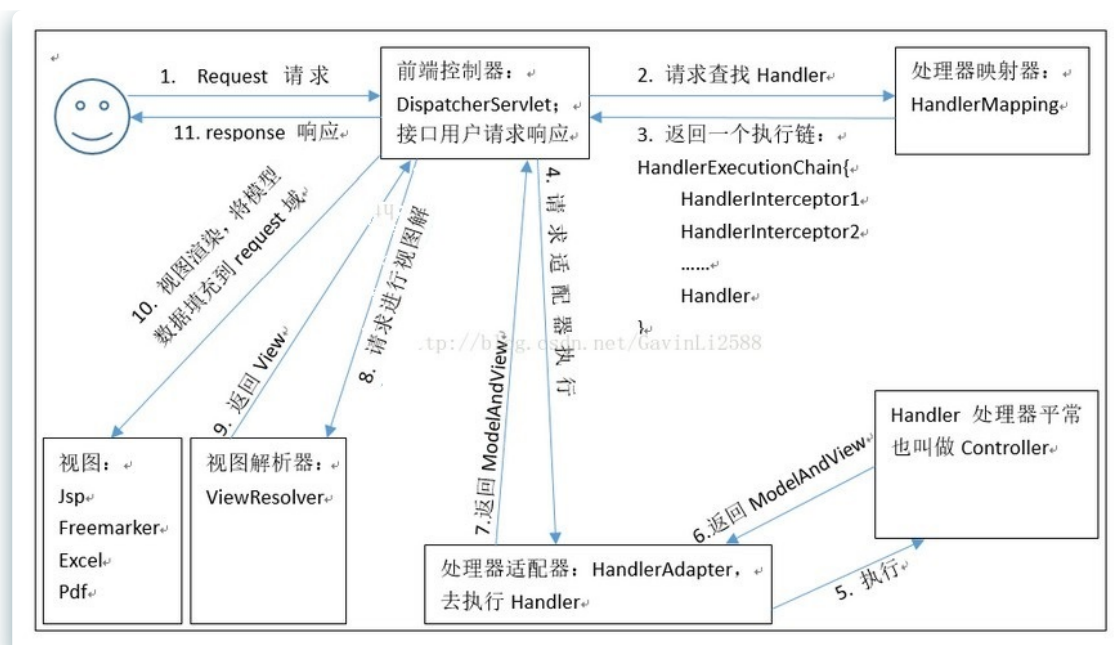 1. Request 请求
11. response 响应
前端控制器：
DispatcherServlet；
接口用户请求响应
2. 请求查找 Handler
3. 返回一个执行链：
HandlerExecutionChain{
HandlerInterceptor1
HandlerInterceptor2
……
Handler
}
处理器映射器：
HandlerMapping
4. 请求适配器执行
10. 视图渲染，将模型
数据填充到 request 域
9. 返回 View
8. 请求进行视图解
7.返回 ModelAndView
.tp://blog.csdn.net/GavinLi2588
Handler 处理器平常
也叫做 Controller
6.返回 ModelAndView
5. 执行
视图：
Jsp
Freemarker
Excel
Pdf
视图解析器：
ViewResolver
处理器适配器：HandlerAdapter，
去执行 Handler